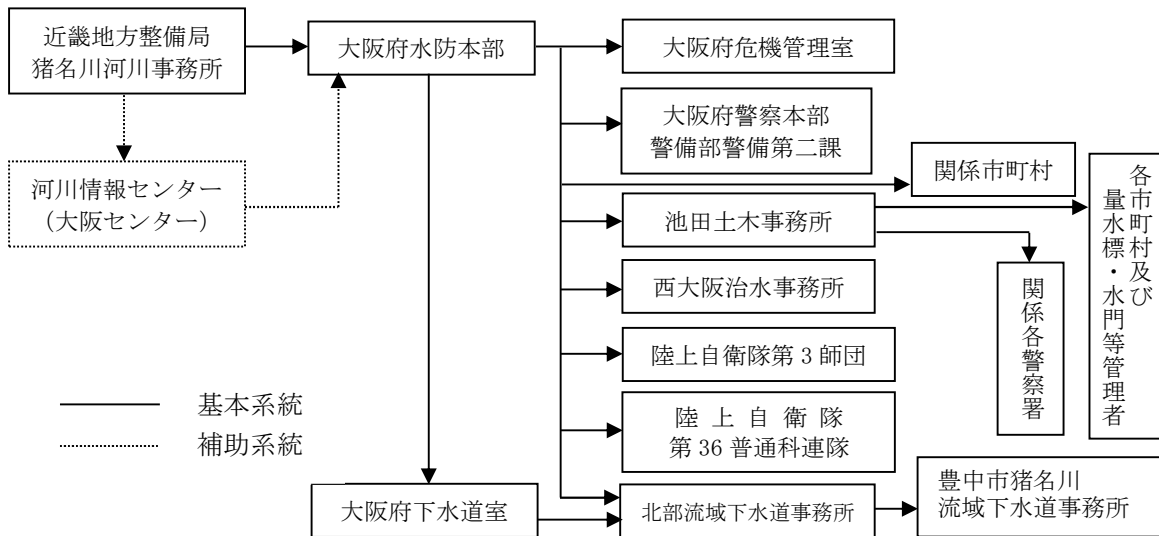 近畿地方整備局
猪名川河川事務所
大阪府水防本部
大阪府危機管理室
大阪府警察本部
警備部警備第二課
河川情報センター
（大阪センター）
関係市町村
各市町村及び
量水標・水門等管理者
池田土木事務所
関係各警察署
西大阪治水事務所
陸上自衛隊第 3 師団
基本系統
補助系統
陸 上 自 衛 隊
第 36 普通科連隊
大阪府下水道室
北部流域下水道事務所
豊中市猪名川
流域下水道事務所